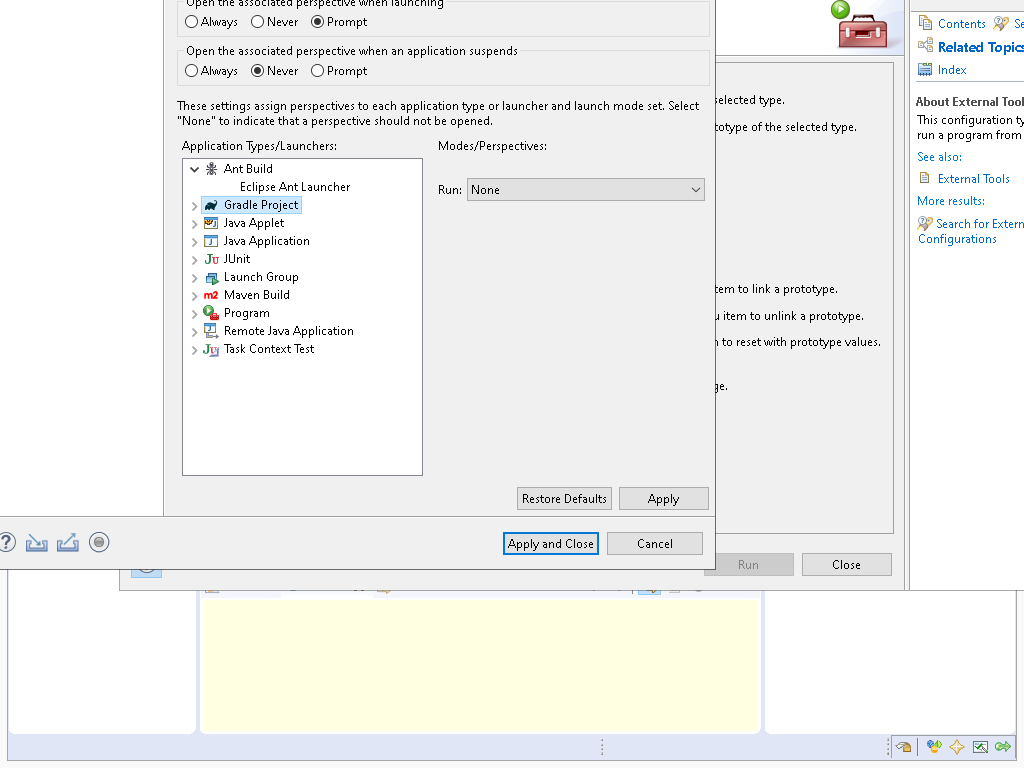 Open the associated perspective when launching
Always Never Prompt
Open the associated perspective when an application suspends
Always Never Prompt
These settings assign perspectives to each application type or launcher and launch mode set. Select
"None" to indicate that a perspective should not be opened.
Application Types/Launchers:
Modes/Perspectives:
Ant Build
Eclipse Ant Launcher
Gradle Project
Java Applet
Java Application
Ju JUnit
Launch Group
m2 Maven Build
Program
Remote Java Application
Ju Task Context Test
Run: None
Restore Defaults Apply
Apply and Close Cancel
selected type.
totype of the selected type.
item to link a prototype.
item to unlink a prototype.
to reset with prototype values.
Run Close
Contents
Related Topics
Index
About External Tool
This configuration ty
run a program from
See also:
External Tools
More results:
Search for Extern
Configurations